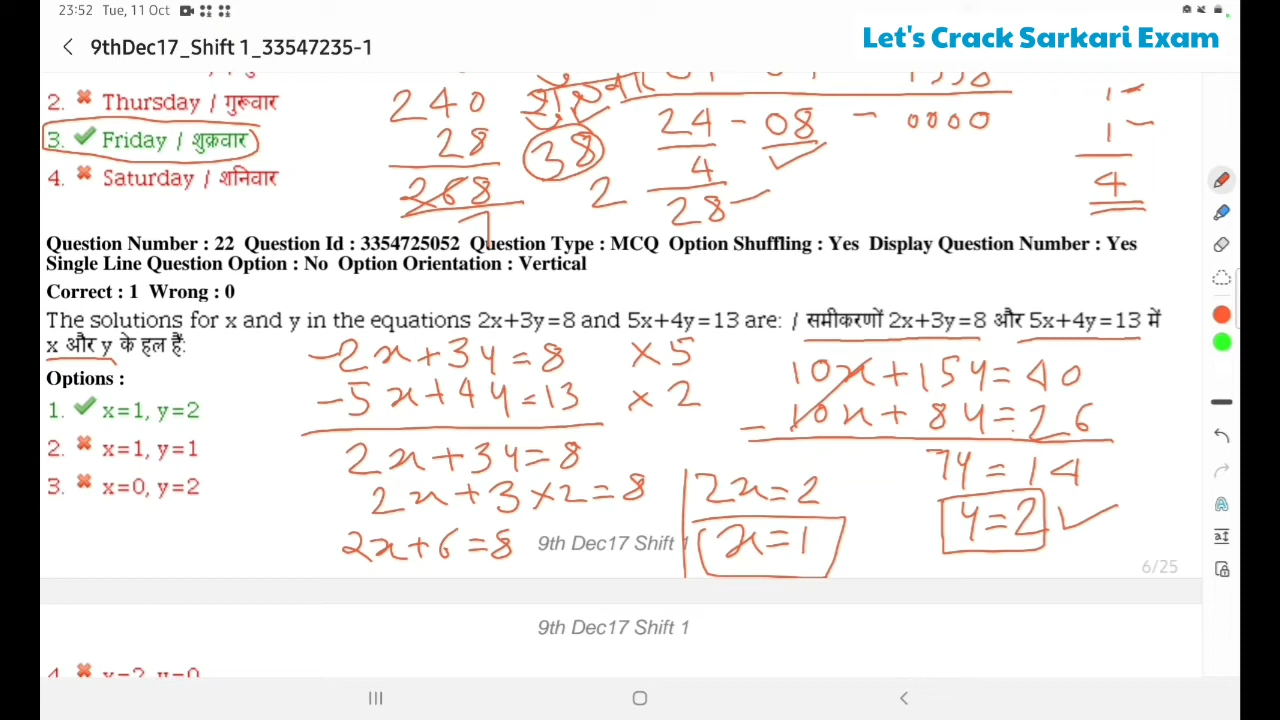 23:52 Tue, 11 Oct
Let's Crack Sarkari Exam
9thDec17_Shift 1_33547235-1
2. Thursday / गुरूवार
3. Friday / शुक्रवार
4. Saturday / शनिवार
240
28
268
7
38
2
24 - 08 - 0000
4
28
1
1
4
Question Number : 22 Question Id : 3354725052 Question Type : MCQ Option Shuffling : Yes Display Question Number : Yes
Single Line Question Option : No Option Orientation : Vertical
Correct : 1 Wrong : 0
The solutions for x and y in the equations 2x+3y=8 and 5x+4y=13 are: / समीकरणों 2x+3y=8 और 5x+4y=13 में
x और y के हल हैं:
Options :
1. x=1, y=2
2. x=1, y=1
3. x=0, y=2
-2x+3y=8 ×5
-5x+4y=13 ×2
2x+3y=8
2x+3×2=8
2x+6=8
2x=2
x=1
10x+15y=40
- 10x+8y=26
7y=14
y=2
9th Dec17 Shift 1
6/25
9th Dec17 Shift 1
4. x=2, y=0